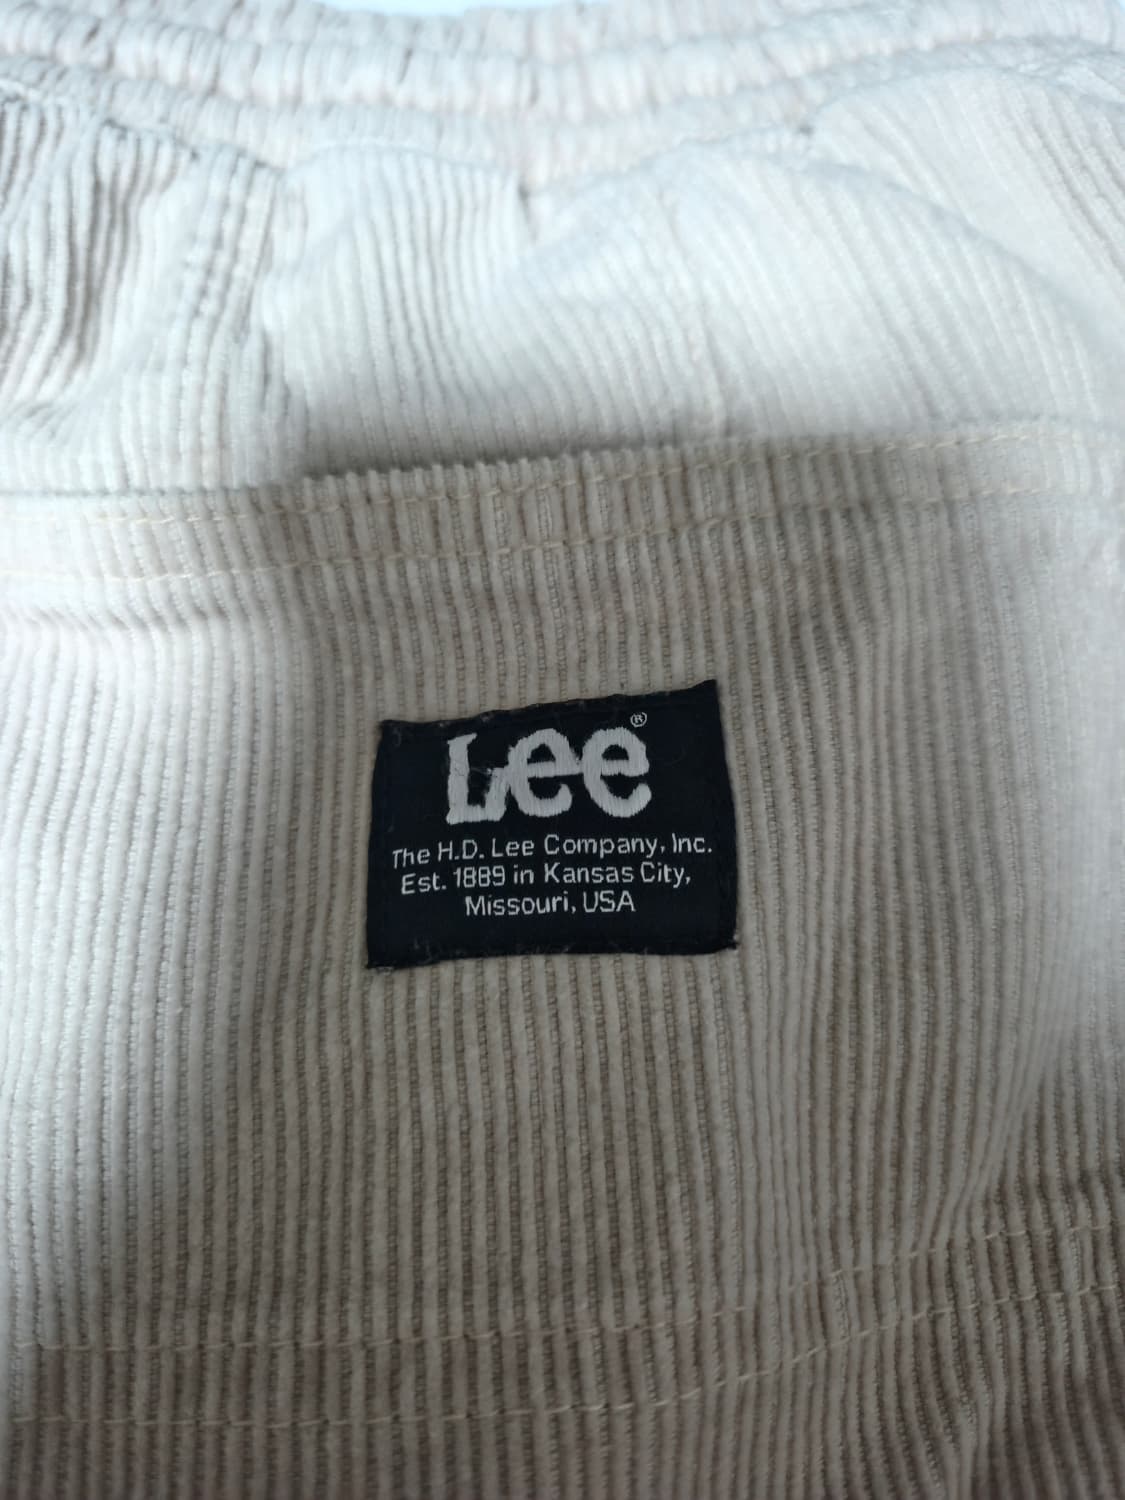 Lee®
The H.D. Lee Company, Inc.
Est. 1889 in Kansas City,
Missouri, USA